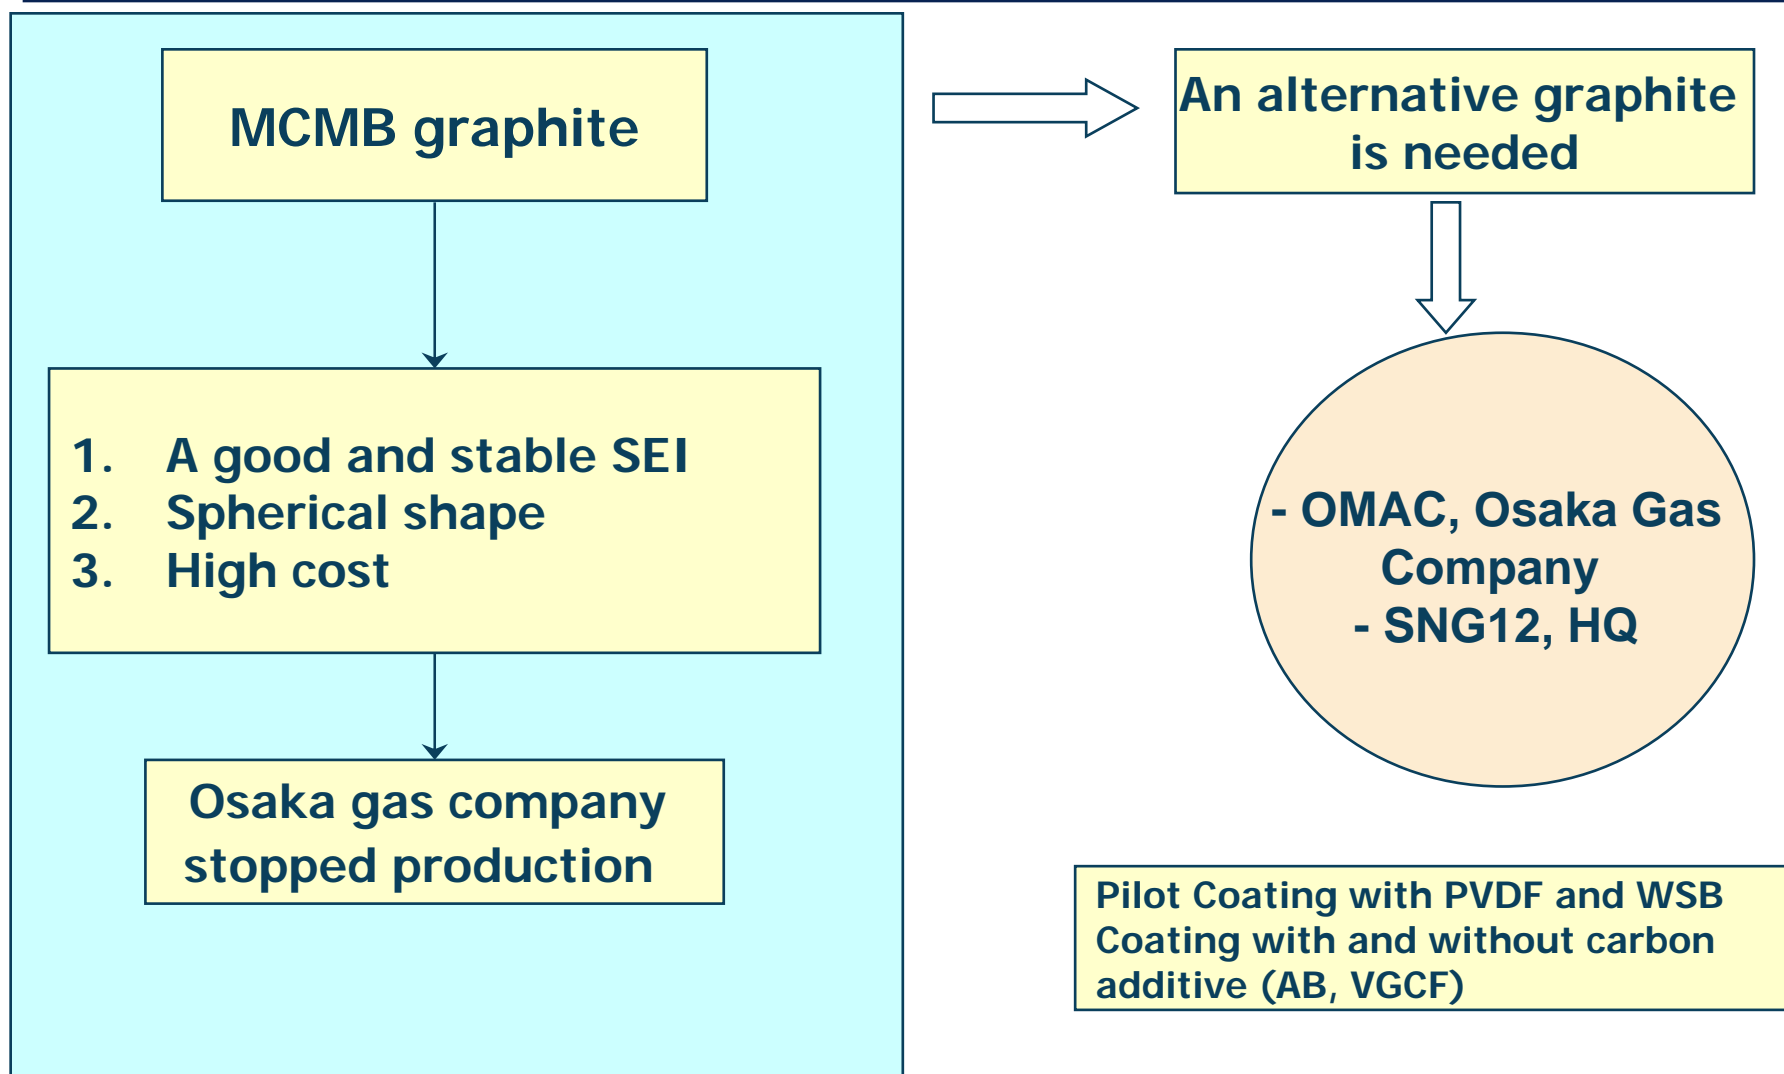 MCMB graphite
1. A good and stable SEI
2. Spherical shape
3. High cost
Osaka gas company
stopped production
An alternative graphite
is needed
- OMAC, Osaka Gas
Company
- SNG12, HQ
Pilot Coating with PVDF and WSB
Coating with and without carbon
additive (AB, VGCF)